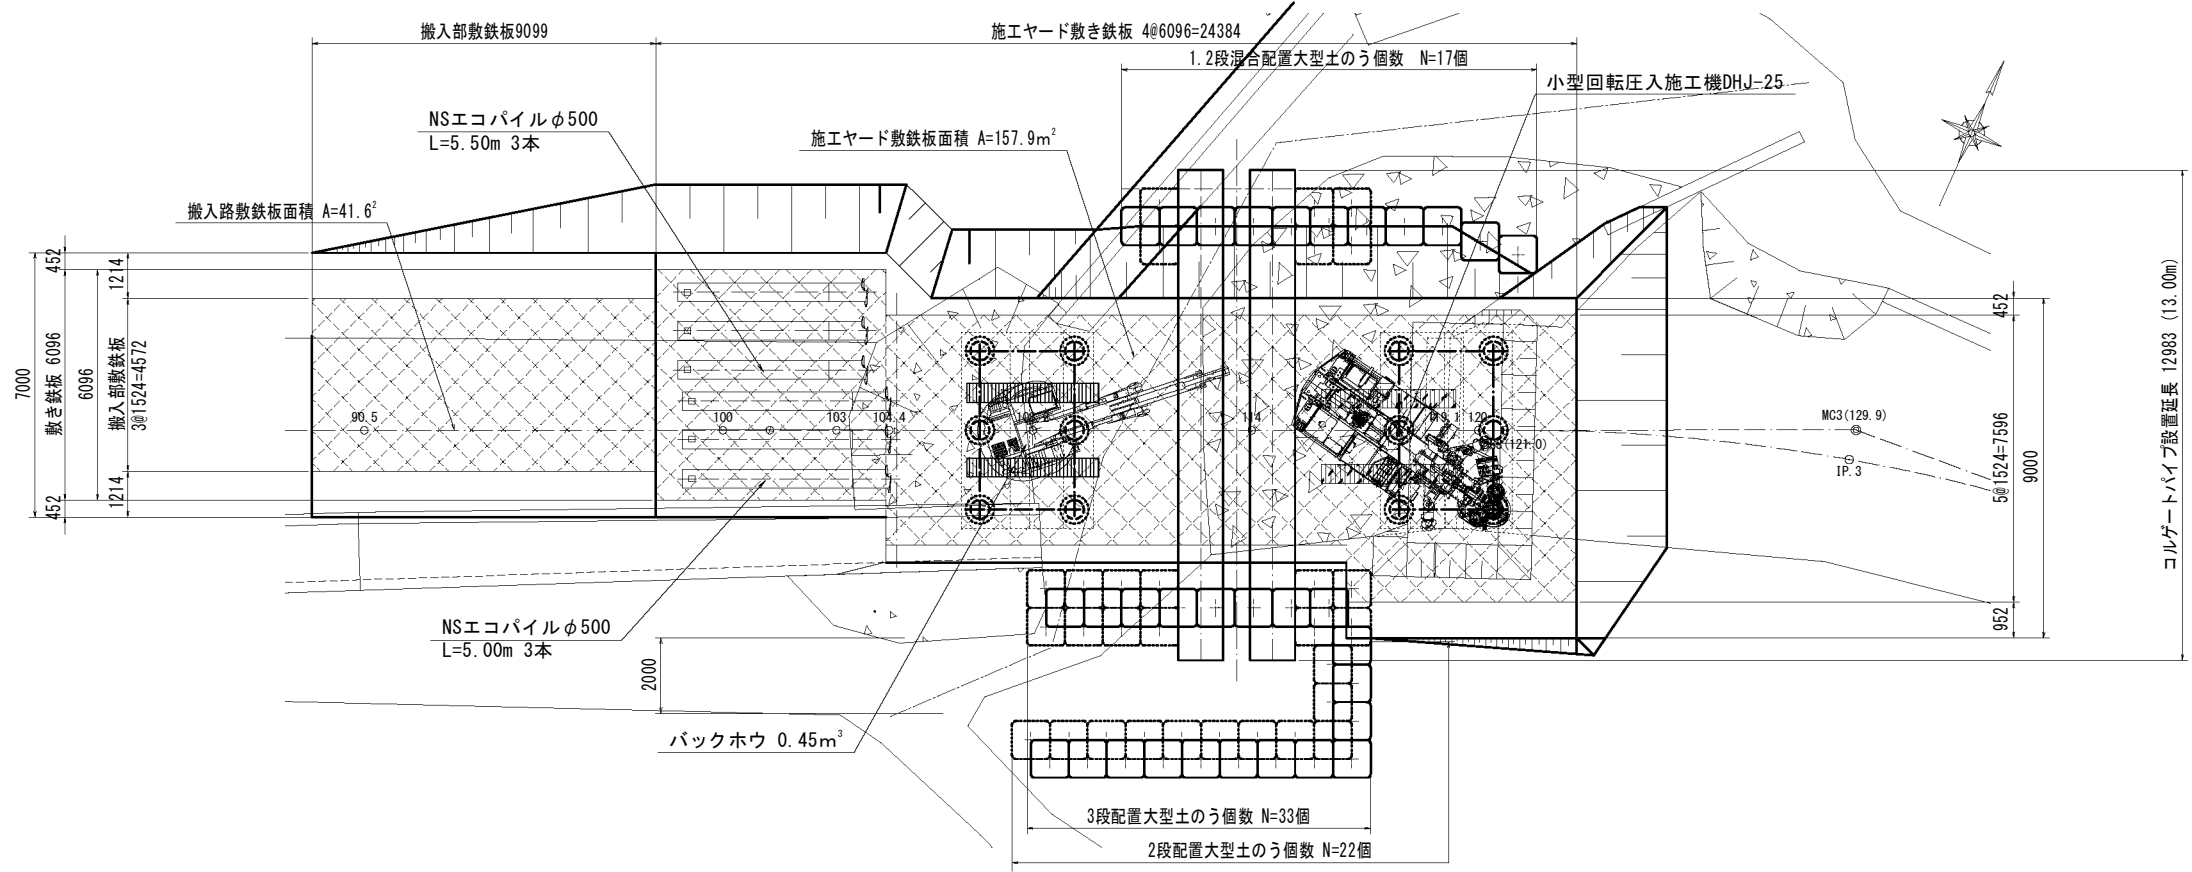 搬入部敷鉄板9099
施工ヤード敷き鉄板 4@6096=24384
1.2段混合配置大型土のう個数 N=17個
小型回転圧入施工機DHJ-25
NSエコパイルφ500
L=5.50m 3本
施工ヤード敷鉄板面積 A=157.9m²
搬入路敷鉄板面積 A=41.6²
452
1214
7000
敷き鉄板 6096
6096
搬入部敷鉄板
3@1524=4572
452
1214
90.5
100
103
104.4
114
120
MC3(129.9)
IP.3
452
5@1524=7596
9000
952
コルゲートパイプ設置延長 12983 (13.00m)
NSエコパイルφ500
L=5.00m 3本
2000
バックホウ 0.45m³
3段配置大型土のう個数 N=33個
2段配置大型土のう個数 N=22個